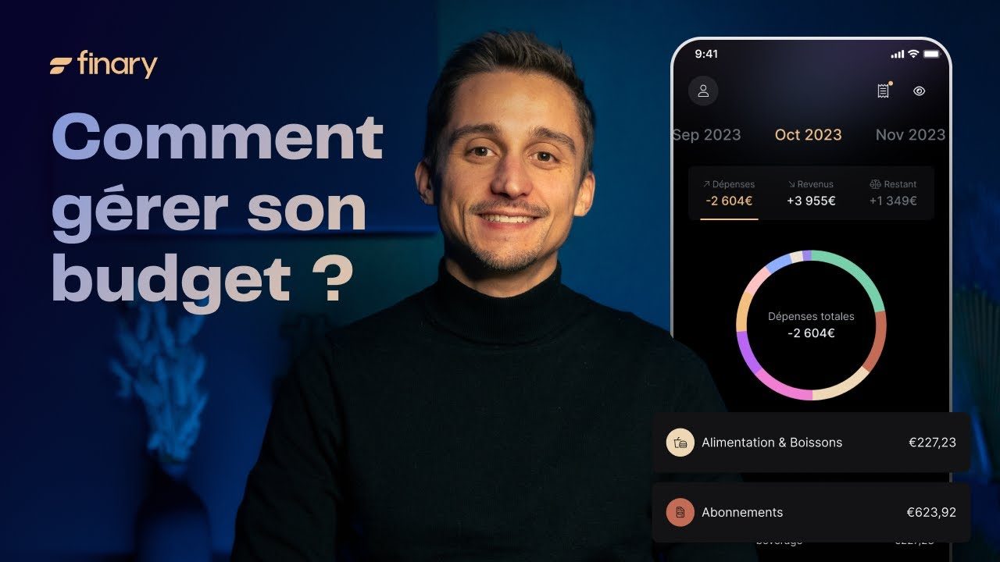 finary
Comment
gérer son
budget ?
9:41
Sep 2023 Oct 2023 Nov 2023
Dépenses Revenus Restant
-2 604€ +3 955€ +1 349€
Dépenses totales
-2 604€
Alimentation & Boissons €227,23
Abonnements €623,92